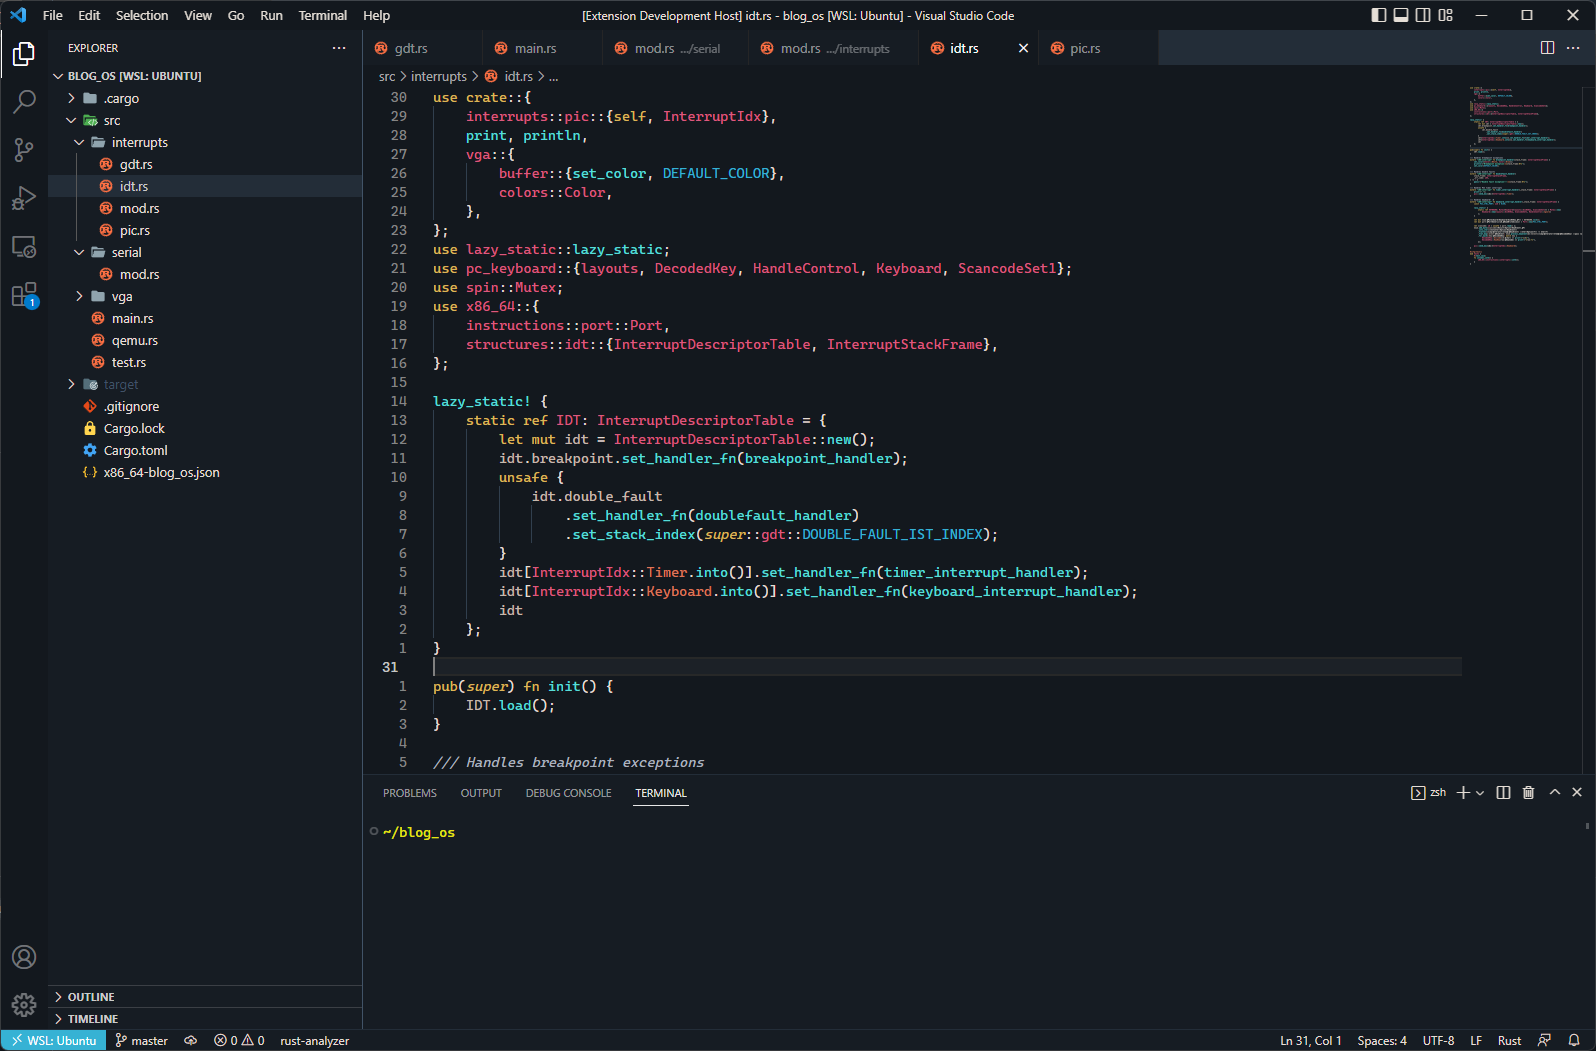 File Edit Selection View Go Run Terminal Help
[Extension Development Host] idt.rs - blog_os [WSL: Ubuntu] - Visual Studio Code
EXPLORER
BLOG_OS [WSL: UBUNTU]
.cargo
src
interrupts
gdt.rs
idt.rs
mod.rs
pic.rs
serial
mod.rs
vga
main.rs
qemu.rs
test.rs
target
.gitignore
Cargo.lock
Cargo.toml
{..} x86_64-blog_os.json
1
OUTLINE
TIMELINE
gdt.rs main.rs mod.rs .../serial mod.rs .../interrupts idt.rs pic.rs
src > interrupts > idt.rs > ...
30 use crate::{
29 interrupts::pic::{self, InterruptIdx},
28 print, println,
27 vga::{
26 buffer::{set_color, DEFAULT_COLOR},
25 colors::Color,
24 },
23 };
22 use lazy_static::lazy_static;
21 use pc_keyboard::{layouts, DecodedKey, HandleControl, Keyboard, ScancodeSet1};
20 use spin::Mutex;
19 use x86_64::{
18 instructions::port::Port,
17 structures::idt::{InterruptDescriptorTable, InterruptStackFrame},
16 };
15
14 lazy_static! {
13 static ref IDT: InterruptDescriptorTable = {
12 let mut idt = InterruptDescriptorTable::new();
11 idt.breakpoint.set_handler_fn(breakpoint_handler);
10 unsafe {
9 idt.double_fault
8 .set_handler_fn(doublefault_handler)
7 .set_stack_index(super::gdt::DOUBLE_FAULT_IST_INDEX);
6 }
5 idt[InterruptIdx::Timer.into()].set_handler_fn(timer_interrupt_handler);
4 idt[InterruptIdx::Keyboard.into()].set_handler_fn(keyboard_interrupt_handler);
3 idt
2 };
1 }
31
1 pub(super) fn init() {
2 IDT.load();
3 }
4
5 /// Handles breakpoint exceptions
PROBLEMS OUTPUT DEBUG CONSOLE TERMINAL
zsh
~/blog_os
WSL: Ubuntu master 0 0 rust-analyzer
Ln 31, Col 1 Spaces: 4 UTF-8 LF Rust